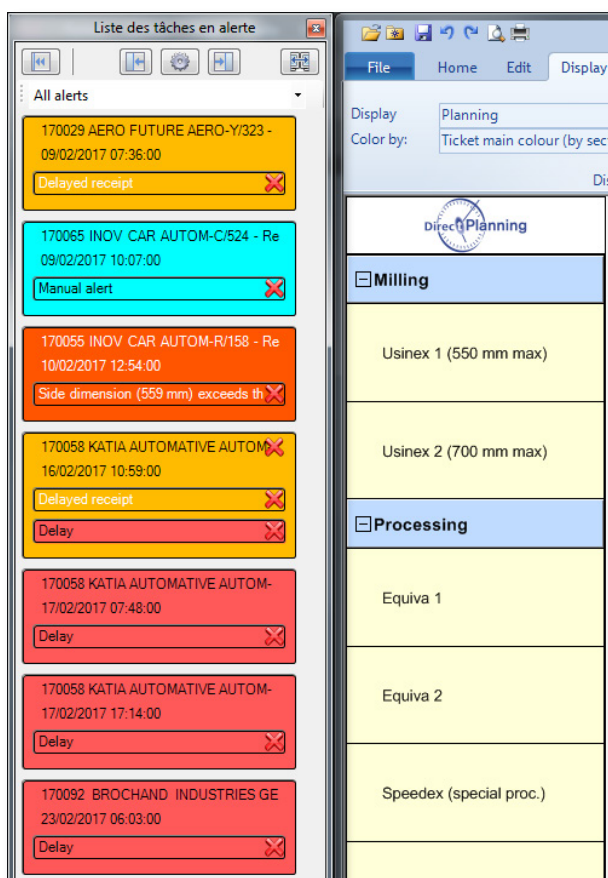 Liste des tâches en alerte
All alerts
170029 AERO FUTURE AERO-Y/323 -
09/02/2017 07:36:00
Delayed receipt
170065 INOV CAR AUTOM-C/524 - Re
09/02/2017 10:07:00
Manual alert
170055 INOV CAR AUTOM-R/158 - Re
10/02/2017 12:54:00
Side dimension (559 mm) exceeds th
170058 KATIA AUTOMATIVE AUTOM-
16/02/2017 10:59:00
Delayed receipt
Delay
170058 KATIA AUTOMATIVE AUTOM-
17/02/2017 07:48:00
Delay
170058 KATIA AUTOMATIVE AUTOM-
17/02/2017 17:14:00
Delay
170092 BROCHAND INDUSTRIES GE
23/02/2017 06:03:00
Delay
File Home Edit Display
Display Planning
Color by: Ticket main colour (by sec
Dis
Direct Planning
Milling
Usinex 1 (550 mm max)
Usinex 2 (700 mm max)
Processing
Equiva 1
Equiva 2
Speedex (special proc.)